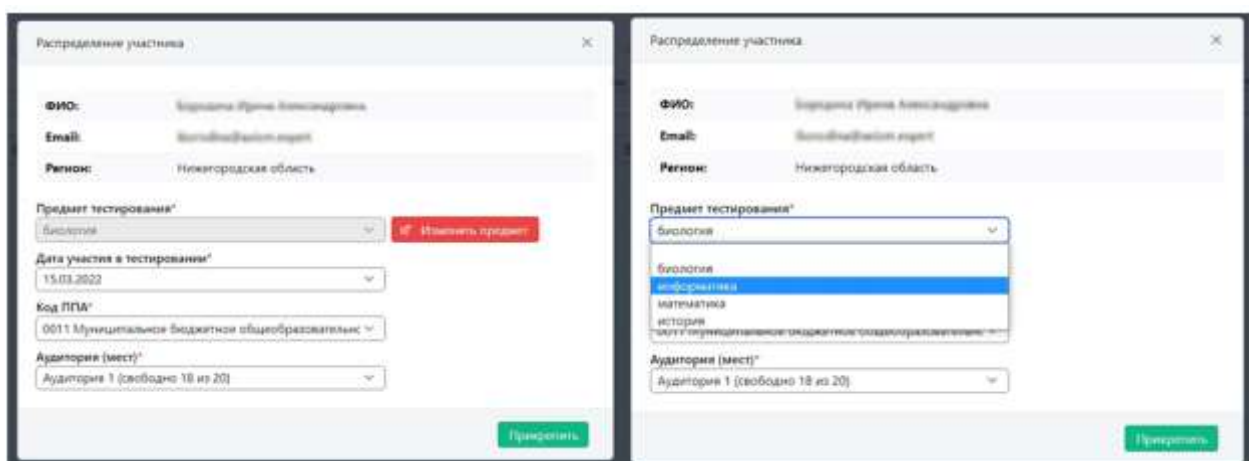 Распределение участника
ФИО:
Email:
Регион: Нижегородская область
Предмет тестирования*
биология Изменить предмет
Дата участия в тестировании*
15.03.2022
Код ППА*
0011 Муниципальное бюджетное общеобразовательнс
Аудитория (мест)*
Аудитория 1 (свободно 18 из 20)
Прикрепить
Распределение участника
ФИО:
Email:
Регион: Нижегородская область
Предмет тестирования*
биология
биология
информатика
математика
история
Аудитория (мест)*
Аудитория 1 (свободно 18 из 20)
Прикрепить